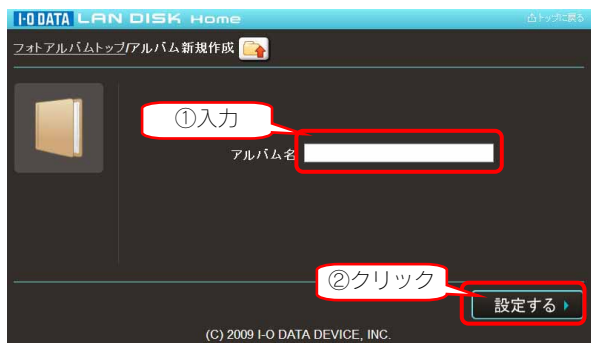 I-O DATA LAN DISK Home
凸トップに戻る
フォトアルバムトップ/アルバム新規作成
①入力
アルバム名
②クリック
設定する
(C) 2009 I-O DATA DEVICE, INC.